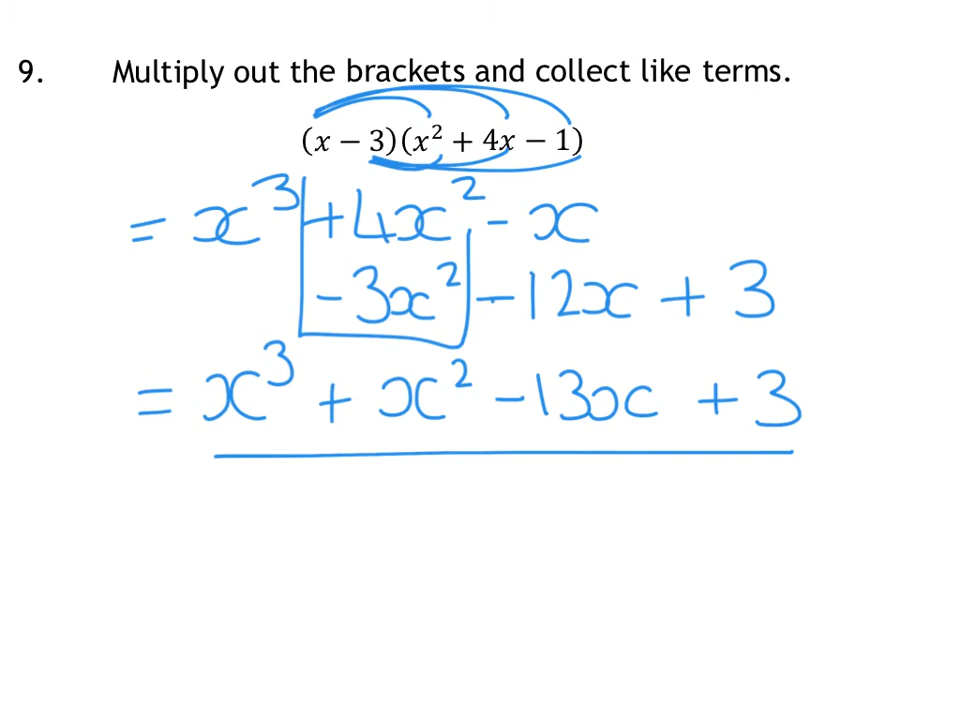 9. Multiply out the brackets and collect like terms.
(x − 3)(x² + 4x − 1)
= x³ + 4x² - x
- 3x² - 12x + 3
= x³ + x² - 13x + 3